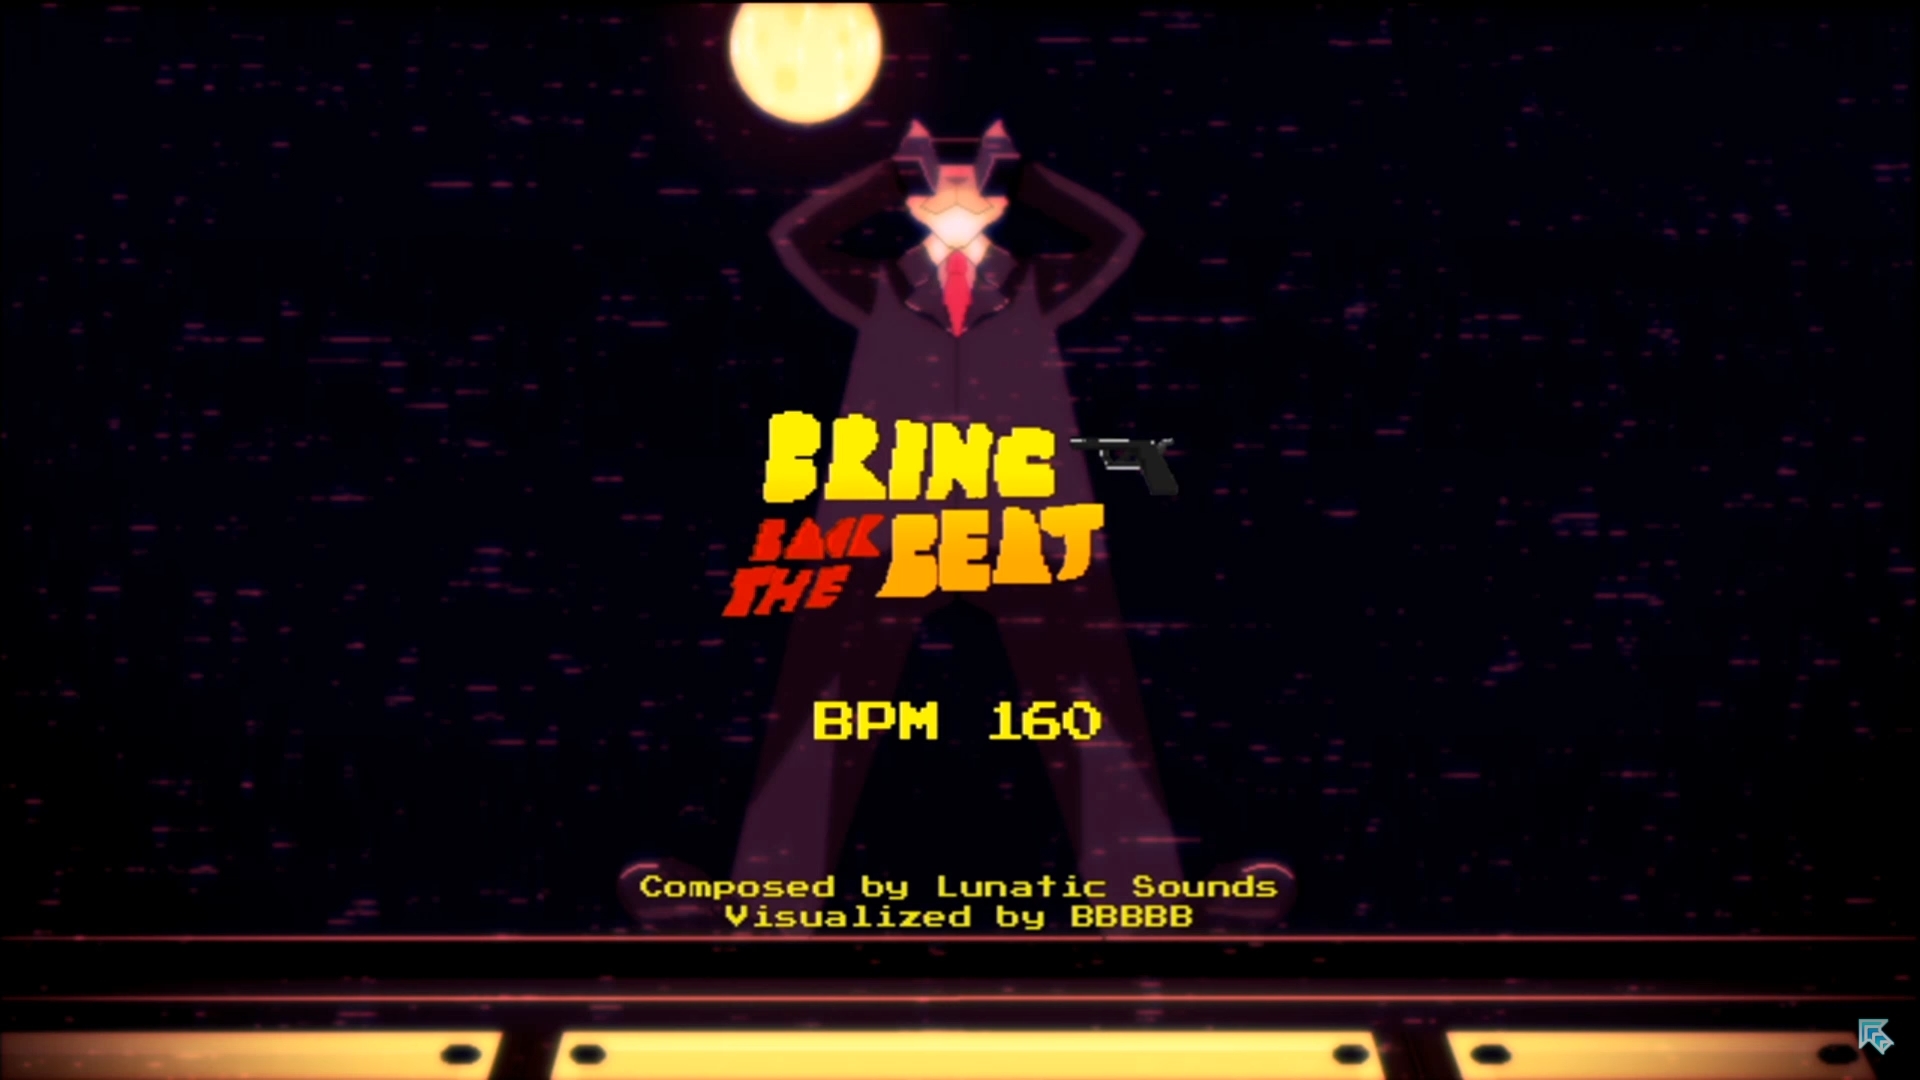 BRING
BACK
THE
BEAT
BPM 160
Composed by Lunatic Sounds
Visualized by BBBBB